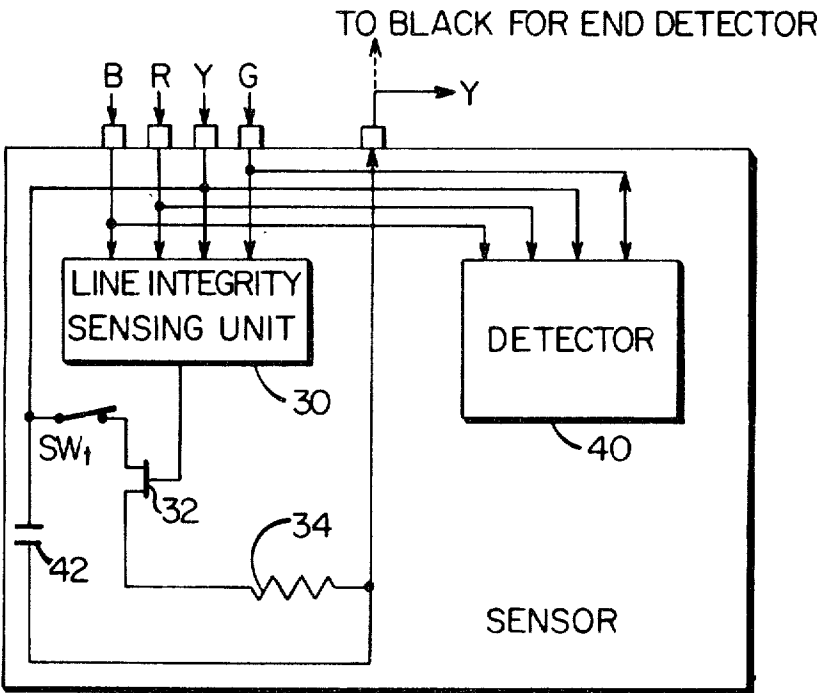 TO BLACK FOR END DETECTOR
B R Y G
Y
LINE INTEGRITY
SENSING UNIT
DETECTOR
30
40
SW1
32
34
42
SENSOR